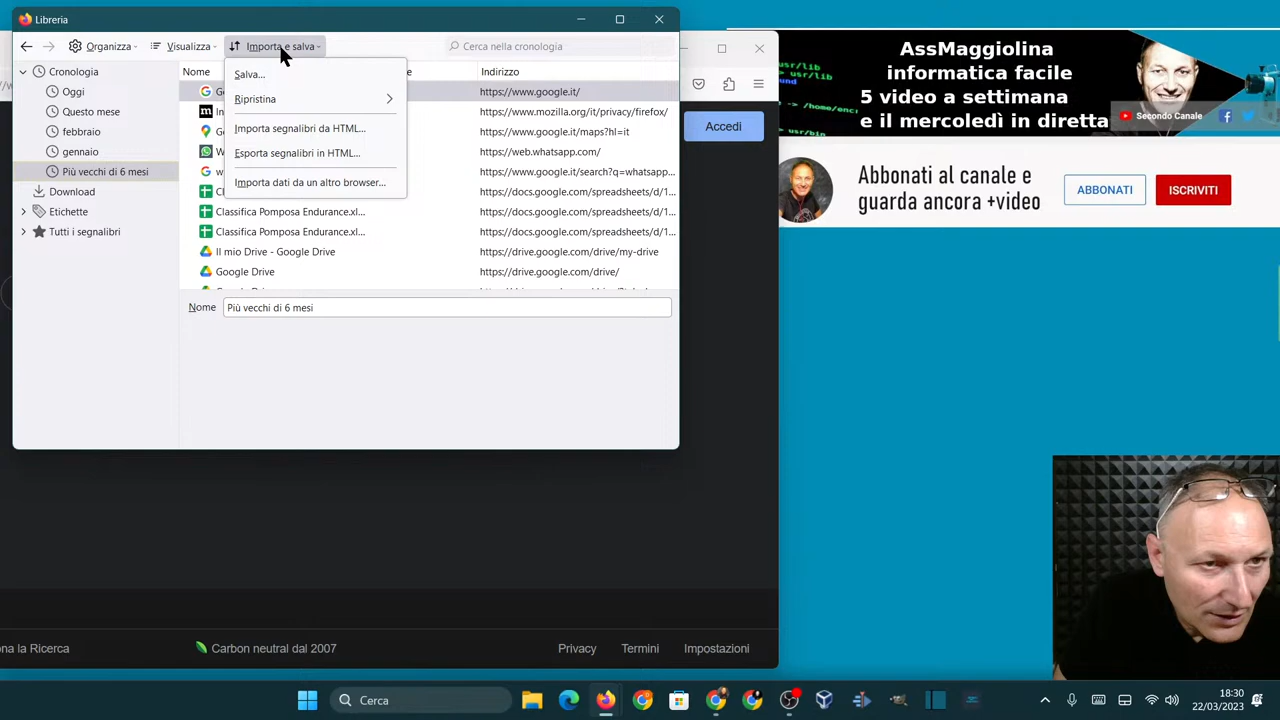 Libreria
Organizza
Visualizza
Importa e salva
Cerca nella cronologia
Cronologia
Oggi
Questo mese
febbraio
gennaio
Più vecchi di 6 mesi
Download
Etichette
Tutti i segnalibri
Nome
Indirizzo
Salva...
Ripristina
Importa segnalibri da HTML...
Esporta segnalibri in HTML...
Importa dati da un altro browser...
https://www.google.it/
https://www.mozilla.org/it/privacy/firefox/
https://www.google.it/maps?hl=it
https://web.whatsapp.com/
https://www.google.it/search?q=whatsapp...
https://docs.google.com/spreadsheets/d/1...
Classifica Pomposa Endurance.xl...
https://docs.google.com/spreadsheets/d/1...
Classifica Pomposa Endurance.xl...
https://docs.google.com/spreadsheets/d/1...
Il mio Drive - Google Drive
https://drive.google.com/drive/my-drive
Google Drive
https://drive.google.com/drive/
Nome
Più vecchi di 6 mesi
Accedi
AssMaggiolina
informatica facile
5 video a settimana
e il mercoledì in diretta
Secondo Canale
Abbonati al canale e
guarda ancora +video
ABBONATI
ISCRIVITI
na la Ricerca
Carbon neutral dal 2007
Privacy
Termini
Impostazioni
Cerca
18:30
22/03/2023